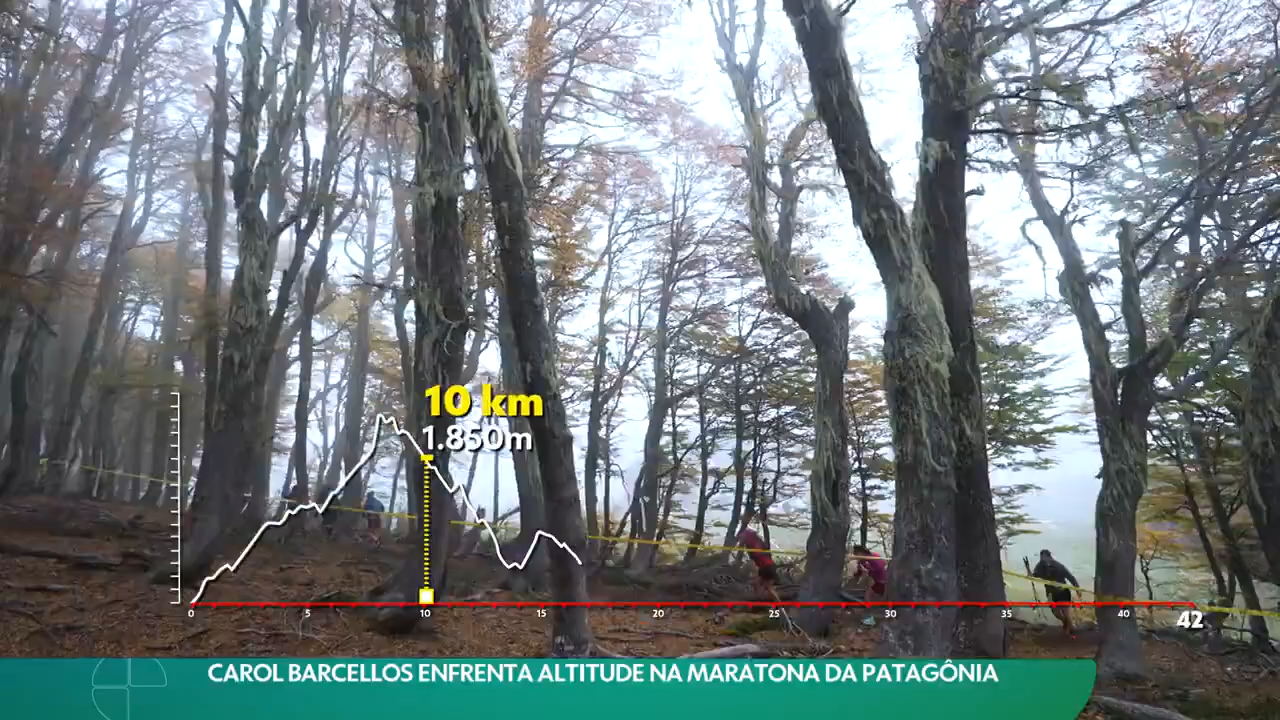 10 km
1.850m
0 5 10 15 20 25 30 35 40 42
CAROL BARCELLOS ENFRENTA ALTITUDE NA MARATONA DA PATAGÔNIA